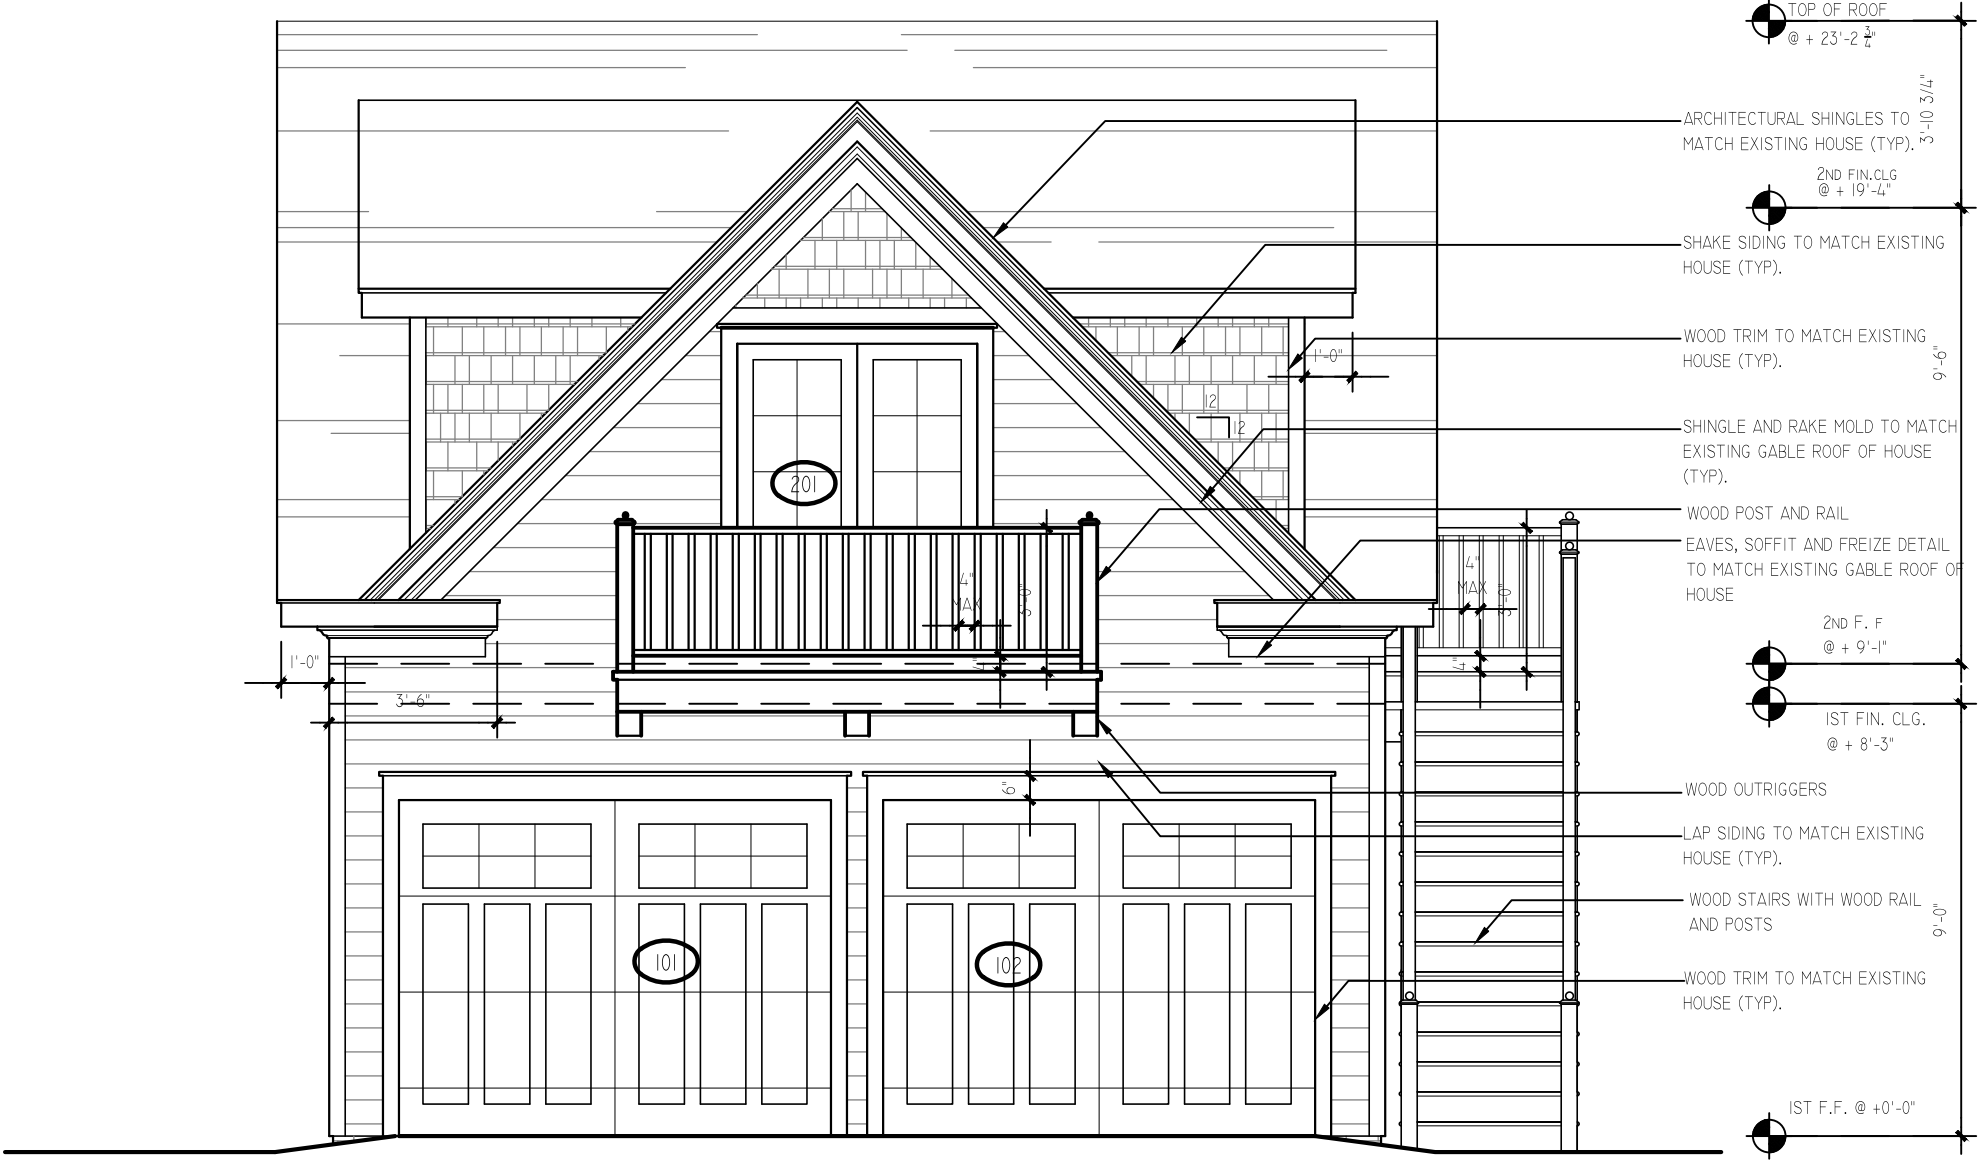 TOP OF ROOF
@ + 23'-2 3/4"
3'-10 3/4"
ARCHITECTURAL SHINGLES TO
MATCH EXISTING HOUSE (TYP).
2ND FIN.CLG
@ + 19'-4"
SHAKE SIDING TO MATCH EXISTING
HOUSE (TYP).
WOOD TRIM TO MATCH EXISTING
HOUSE (TYP).
1'-0"
9'-6"
12
12
SHINGLE AND RAKE MOLD TO MATCH
EXISTING GABLE ROOF OF HOUSE
(TYP).
201
WOOD POST AND RAIL
EAVES, SOFFIT AND FREIZE DETAIL
TO MATCH EXISTING GABLE ROOF OF
HOUSE
4"
MAX
3'-0"
4"
4"
MAX
3'-0"
4"
2ND F. F
@ + 9'-1"
1'-0"
3'-6"
1ST FIN. CLG.
@ + 8'-3"
6"
WOOD OUTRIGGERS
LAP SIDING TO MATCH EXISTING
HOUSE (TYP).
WOOD STAIRS WITH WOOD RAIL
AND POSTS
9'-0"
101
102
WOOD TRIM TO MATCH EXISTING
HOUSE (TYP).
1ST F.F. @ +0'-0"